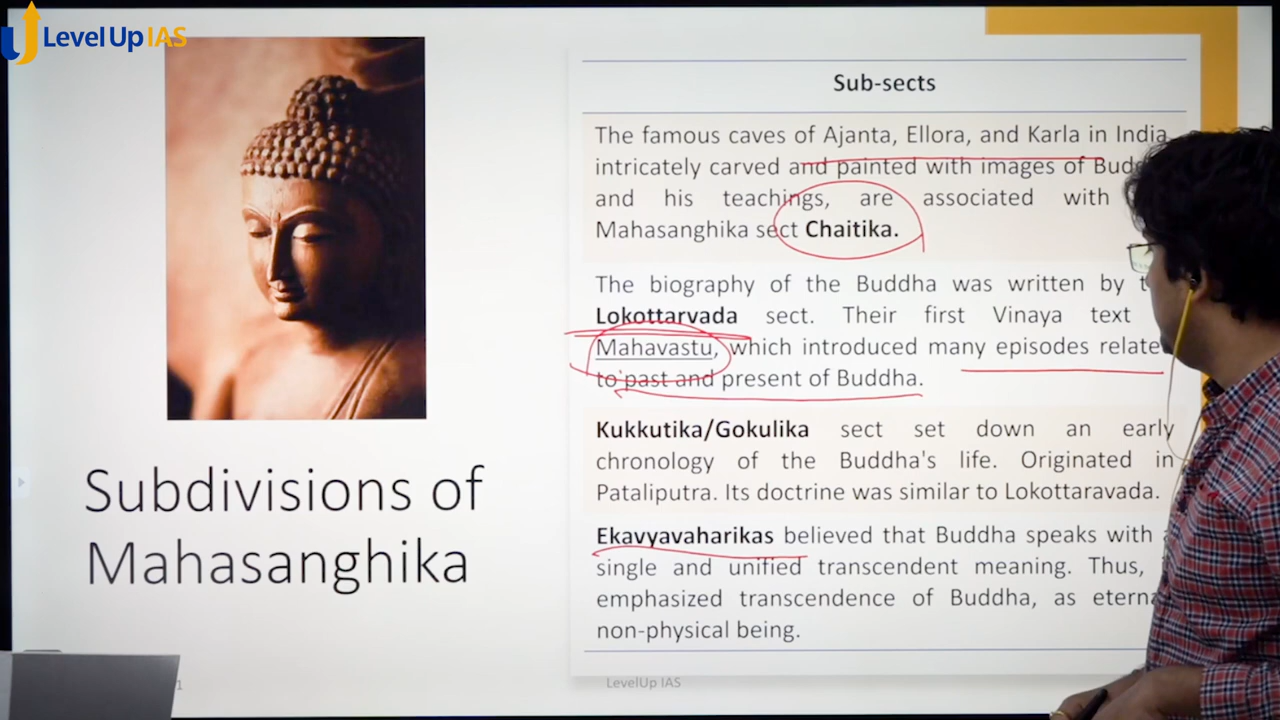 Level Up IAS
Sub-sects
The famous caves of Ajanta, Ellora, and Karla in India,
intricately carved and painted with images of
and his teachings, are associated with
Mahasanghika sect Chaitika.
The biography of the Buddha was written by
Lokottarvada sect. Their first Vinaya text
Mahavastu, which introduced many episodes
to past and present of Buddha.
Kukkutika/Gokulika sect set down an early
chronology of the Buddha's life. Originated in
Pataliputra. Its doctrine was similar to Lokottaravada.
Ekavyavaharikas believed that Buddha speaks with
single and unified transcendent meaning. Thus,
emphasized transcendence of Buddha, as
non-physical being.
Subdivisions of
Mahasanghika
LevelUp IAS